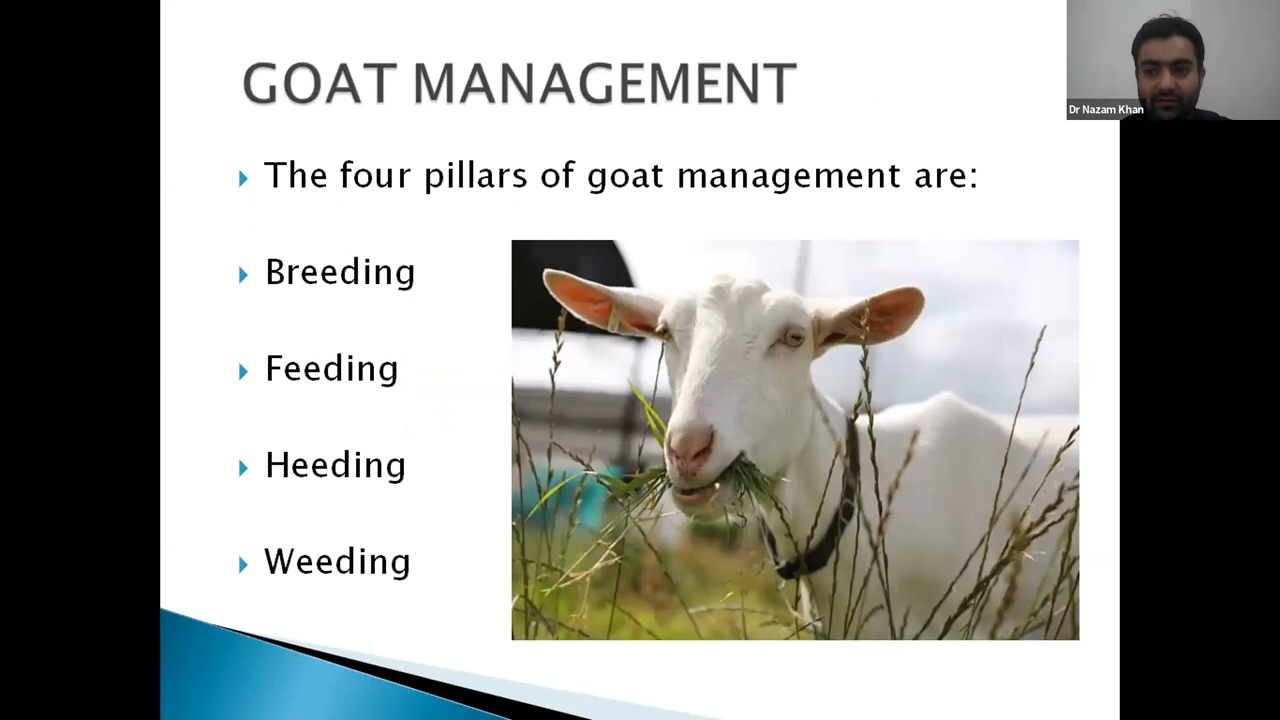 GOAT MANAGEMENT
Dr Nazam Khan
The four pillars of goat management are:
Breeding
Feeding
Heeding
Weeding